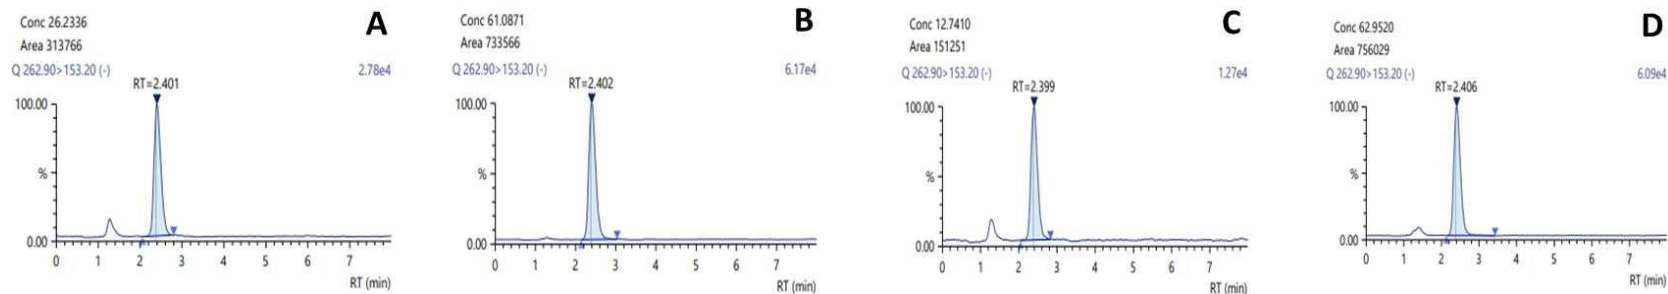 A
Conc 26.2336
Area 313766
Q 262.90>153.20 (-) 2.78e4
RT=2.401
100.00
%
0.00
0 1 2 3 4 5 6 7
RT (min)
B
Conc 61.0871
Area 733566
Q 262.90>153.20 (-) 6.17e4
RT=2.402
100.00
%
0.00
0 1 2 3 4 5 6 7
RT (min)
C
Conc 12.7410
Area 151251
Q 262.90>153.20 (-) 1.27e4
RT=2.399
100.00
%
0.00
0 1 2 3 4 5 6 7
RT (min)
D
Conc 62.9520
Area 756029
Q 262.90>153.20 (-) 6.09e4
RT=2.406
100.00
%
0.00
0 1 2 3 4 5 6 7
RT (min)